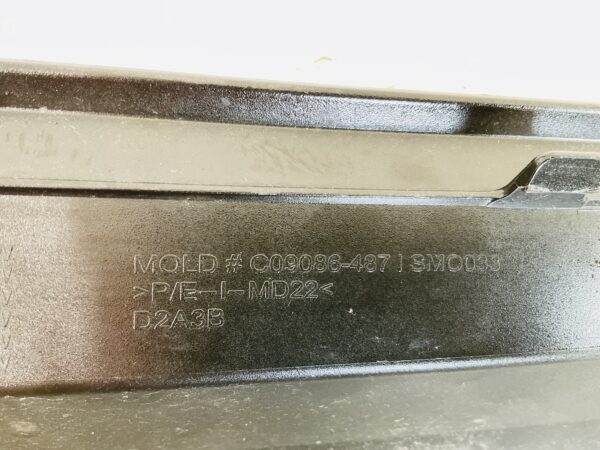 MOLD # C09086-487 | SMO033
>P/E-I-MD22<
D2A3B